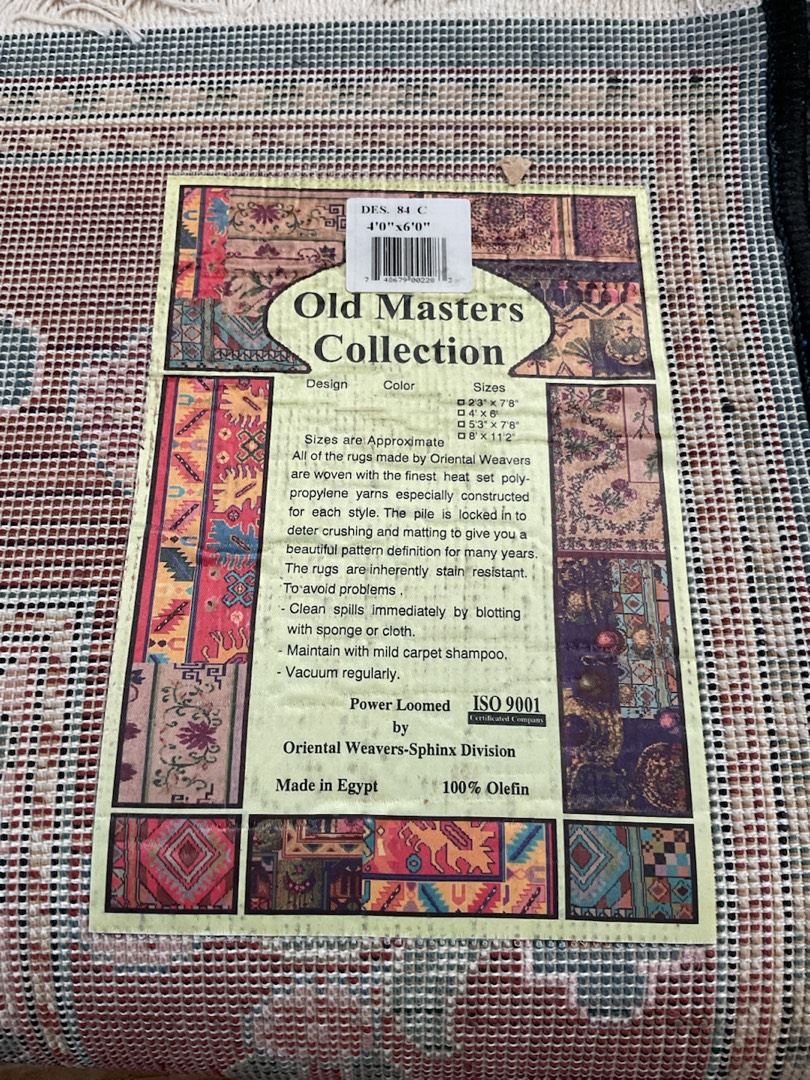 DES. 84 C
4'0"x6'0"
7 48679 00228 3
Old Masters
Collection
Design Color Sizes
2'3" x 7'8"
4' x 6'
5'3" x 7'8"
8' x 11'2"
Sizes are Approximate
All of the rugs made by Oriental Weavers
are woven with the finest heat set poly-
propylene yarns especially constructed
for each style. The pile is locked in to
deter crushing and matting to give you a
beautiful pattern definition for many years.
The rugs are inherently stain resistant.
To avoid problems,
- Clean spills immediately by blotting
with sponge or cloth.
- Maintain with mild carpet shampoo,
- Vacuum regularly.
Power Loomed ISO 9001
Certificated Company
by
Oriental Weavers-Sphinx Division
Made in Egypt 100% Olefin